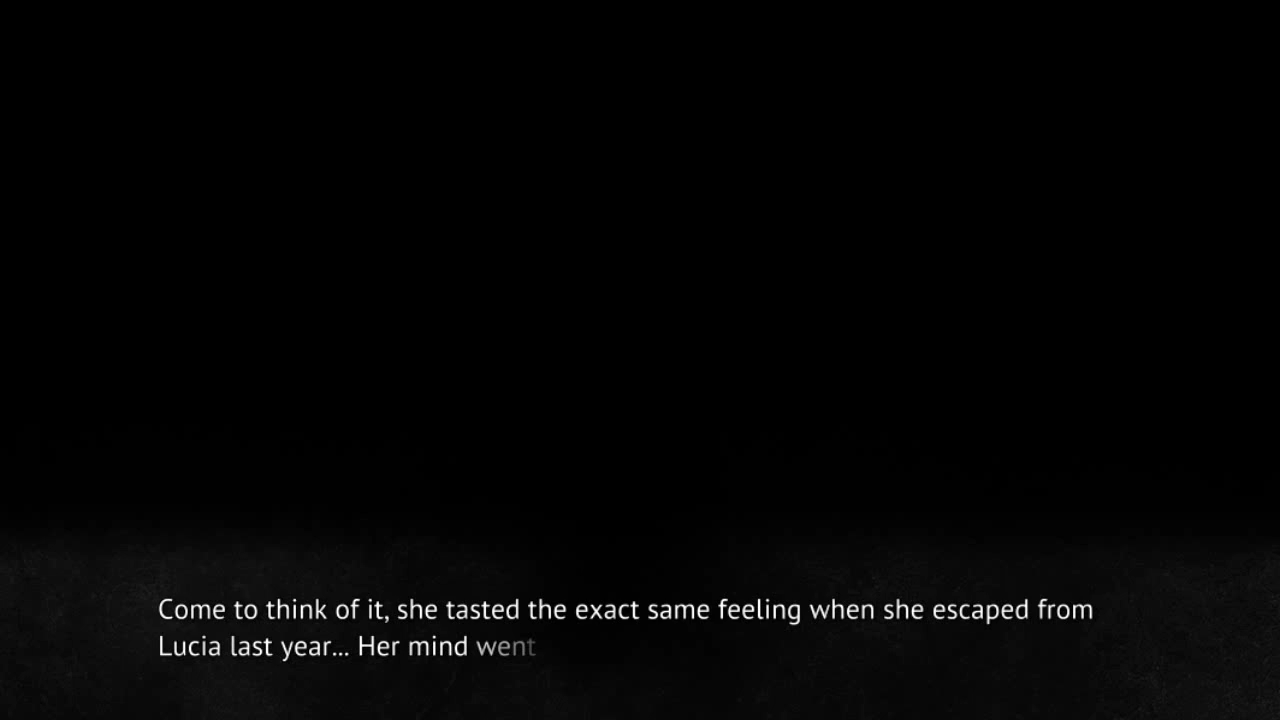 Come to think of it, she tasted the exact same feeling when she escaped from
Lucia last year... Her mind went